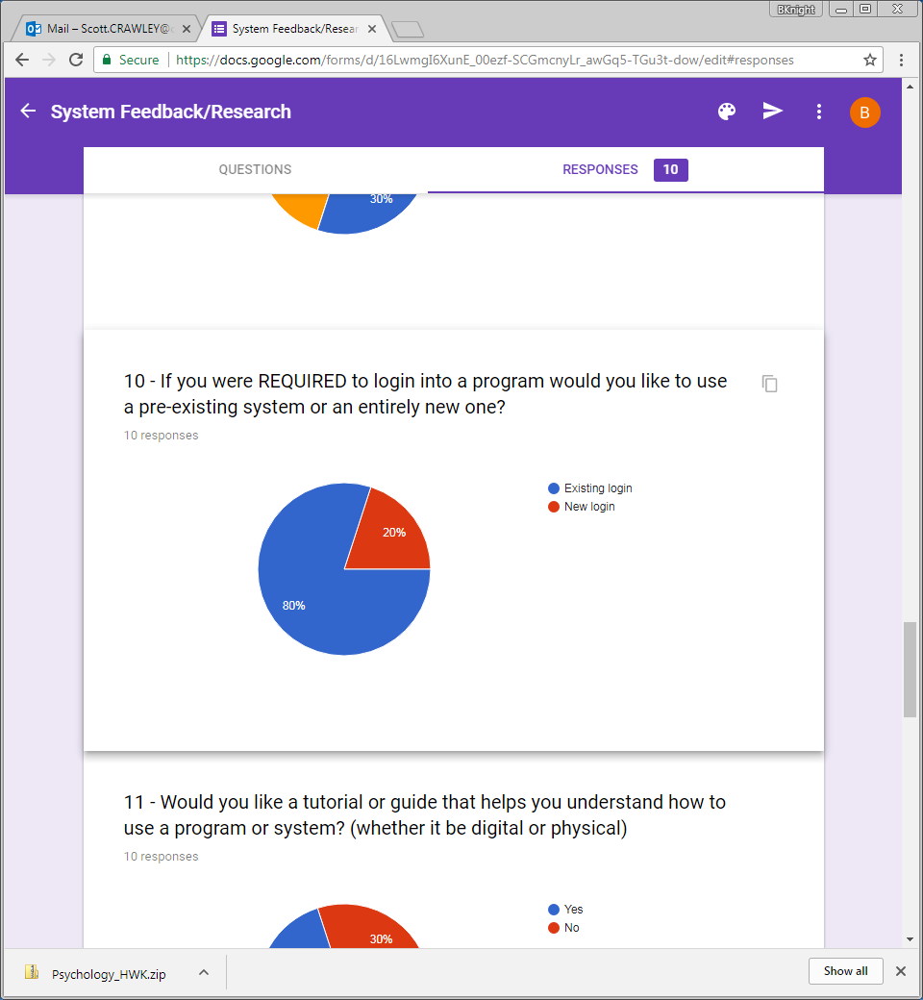 BKnight
Mail – Scott.CRAWLEY@
System Feedback/Resear
Secure
https://docs.google.com/forms/d/16LwmgI6XunE_00ezf-SCGmcnyLr_awGq5-TGu3t-dow/edit#responses
System Feedback/Research
B
QUESTIONS
RESPONSES 10
30%
10 - If you were REQUIRED to login into a program would you like to use
a pre-existing system or an entirely new one?
10 responses
Existing login
New login
20%
80%
11 - Would you like a tutorial or guide that helps you understand how to
use a program or system? (whether it be digital or physical)
10 responses
Yes
No
30%
Psychology_HWK.zip
Show all